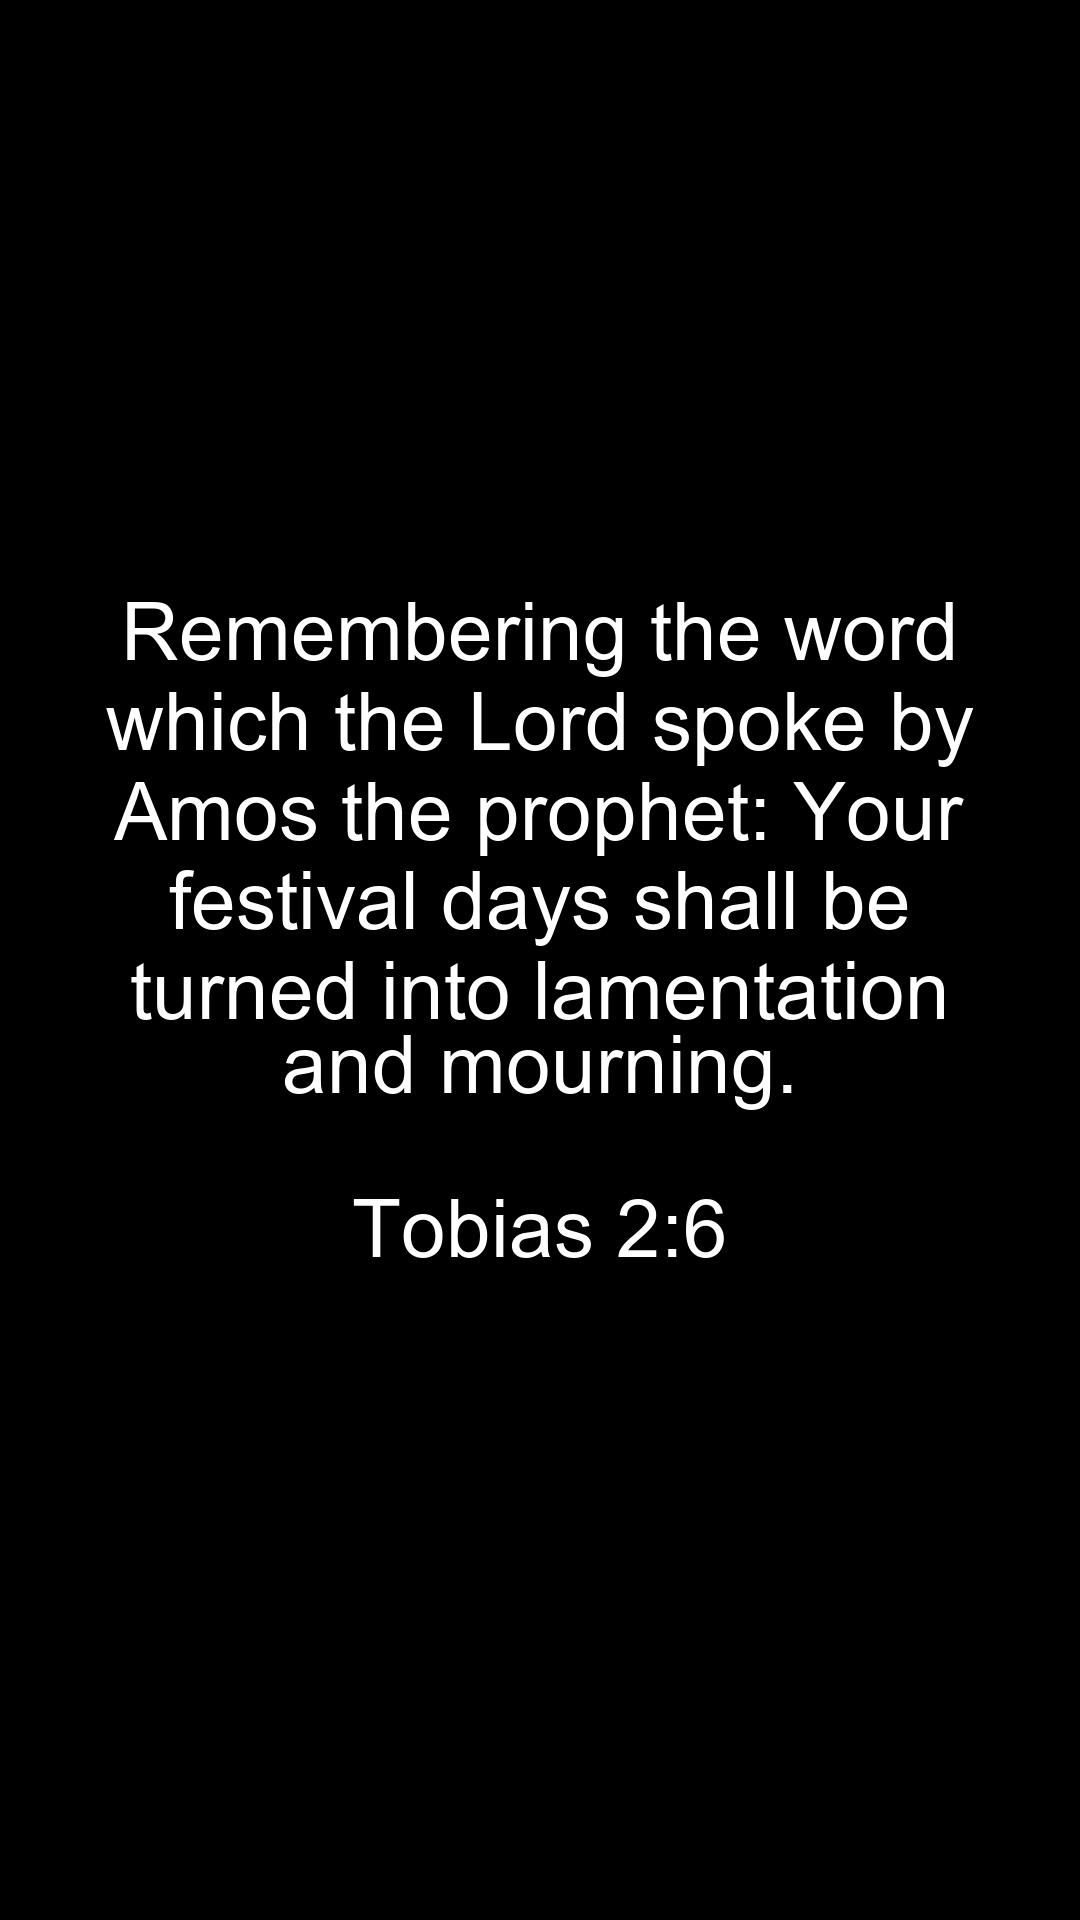 Remembering the word
which the Lord spoke by
Amos the prophet: Your
festival days shall be
turned into lamentation
and mourning.
Tobias 2:6